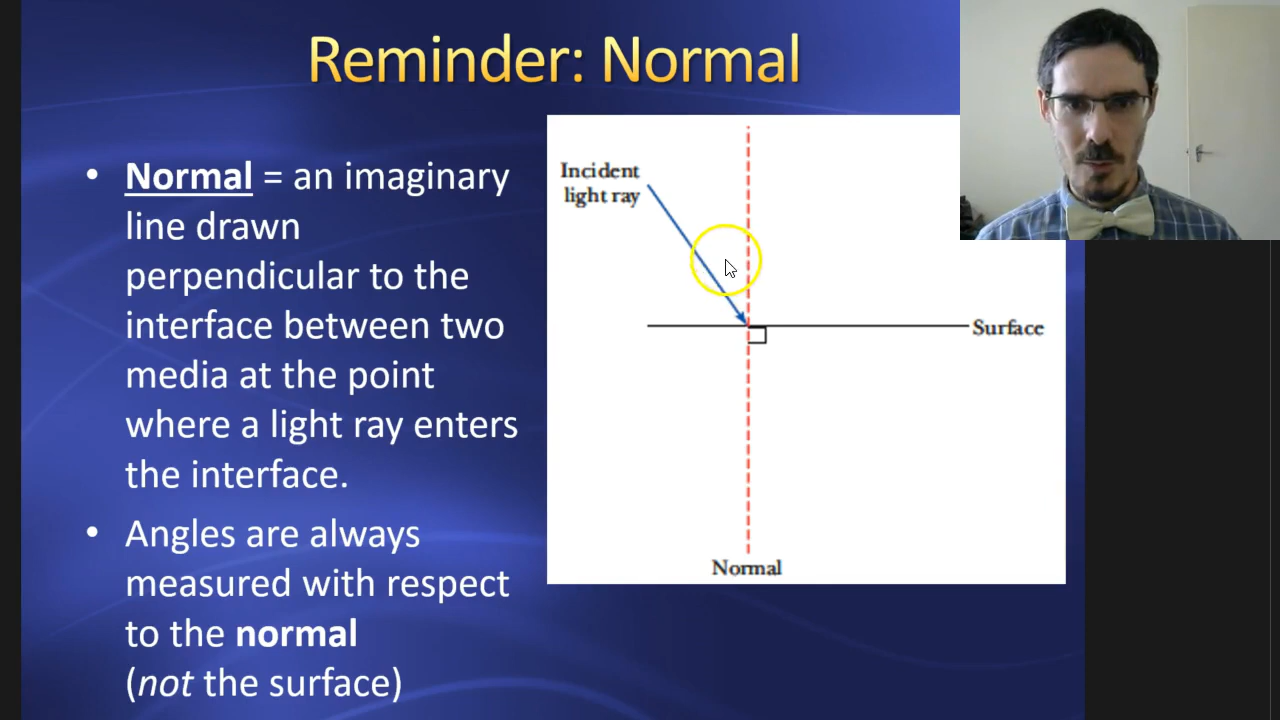 Reminder: Normal
• Normal = an imaginary
line drawn
perpendicular to the
interface between two
media at the point
where a light ray enters
the interface.
• Angles are always
measured with respect
to the normal
(not the surface)
Incident
light ray
Surface
Normal